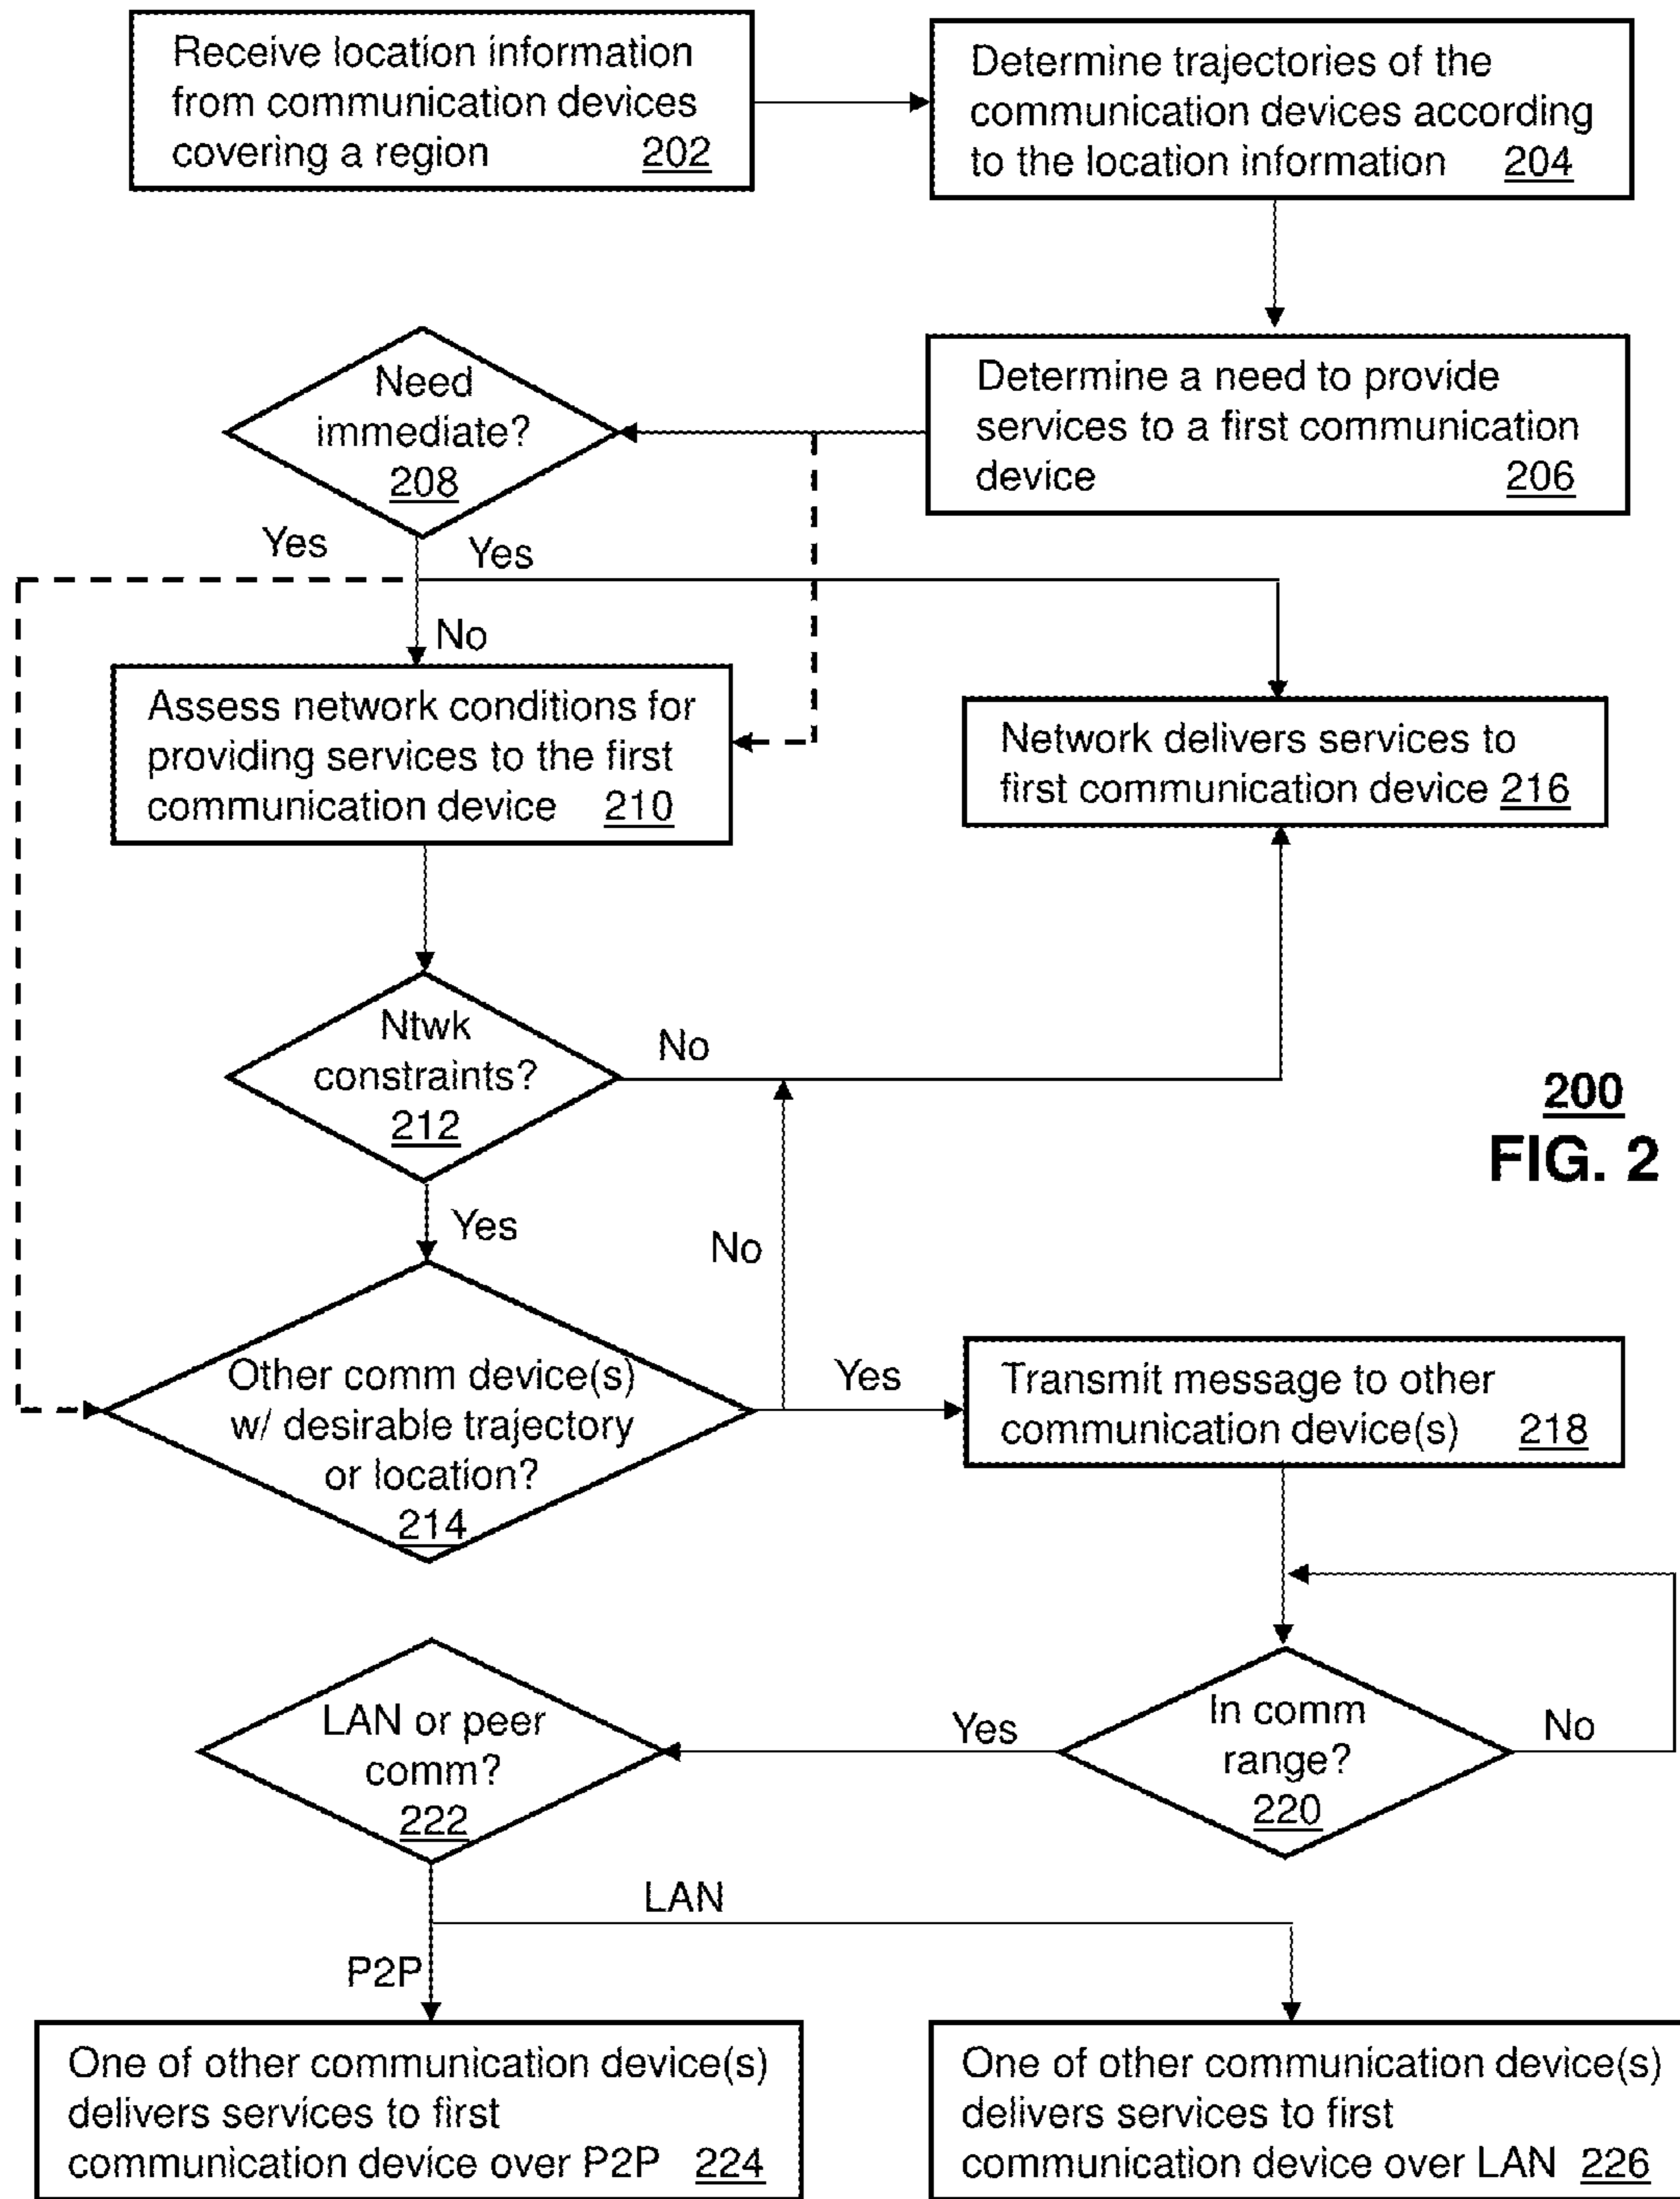 Receive location information
from communication devices
covering a region 202
Determine trajectories of the
communication devices according
to the location information 204
Need
immediate?
208
Determine a need to provide
services to a first communication
device 206
Yes
Yes
No
Assess network conditions for
providing services to the first
communication device 210
Network delivers services to
first communication device 216
Ntwk
constraints?
212
No
200
FIG. 2
Yes
No
Other comm device(s)
w/ desirable trajectory
or location?
214
Yes
Transmit message to other
communication device(s) 218
LAN or peer
comm?
222
Yes
In comm
range?
220
No
LAN
P2P
One of other communication device(s)
delivers services to first
communication device over P2P 224
One of other communication device(s)
delivers services to first
communication device over LAN 226